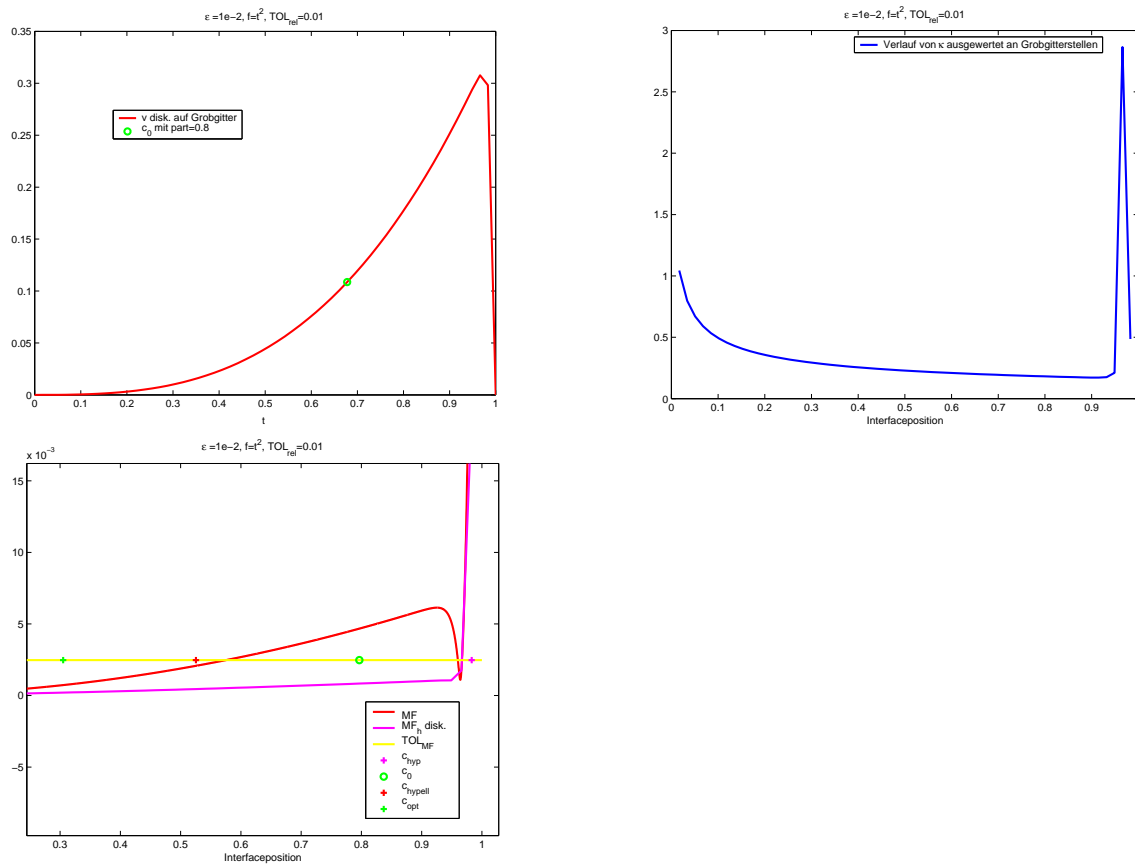 ε =1e−2, f=t², TOL_rel=0.01
0.35
0.3
0.25
0.2
0.15
0.1
0.05
0
v disk. auf Grobgitter
c_0 mit part=0.8
0 0.1 0.2 0.3 0.4 0.5 0.6 0.7 0.8 0.9 1
t
ε =1e−2, f=t², TOL_rel=0.01
3
2.5
2
1.5
1
0.5
0
Verlauf von κ ausgewertet an Grobgitterstellen
0 0.1 0.2 0.3 0.4 0.5 0.6 0.7 0.8 0.9
Interfaceposition
ε =1e−2, f=t², TOL_rel=0.01
x 10⁻³
15
10
5
0
−5
MF
MF_h disk.
TOL_MF
c_hyp
c_0
c_hypell
c_opt
0.3 0.4 0.5 0.6 0.7 0.8 0.9 1
Interfaceposition